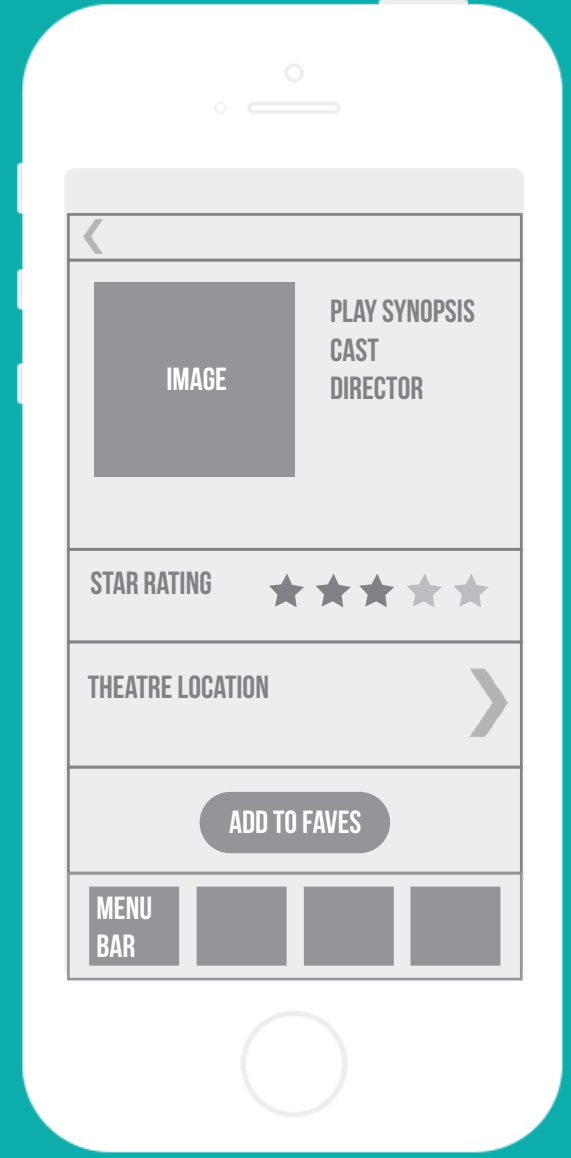 IMAGE
PLAY SYNOPSIS
CAST
DIRECTOR
STAR RATING
THEATRE LOCATION
ADD TO FAVES
MENU
BAR